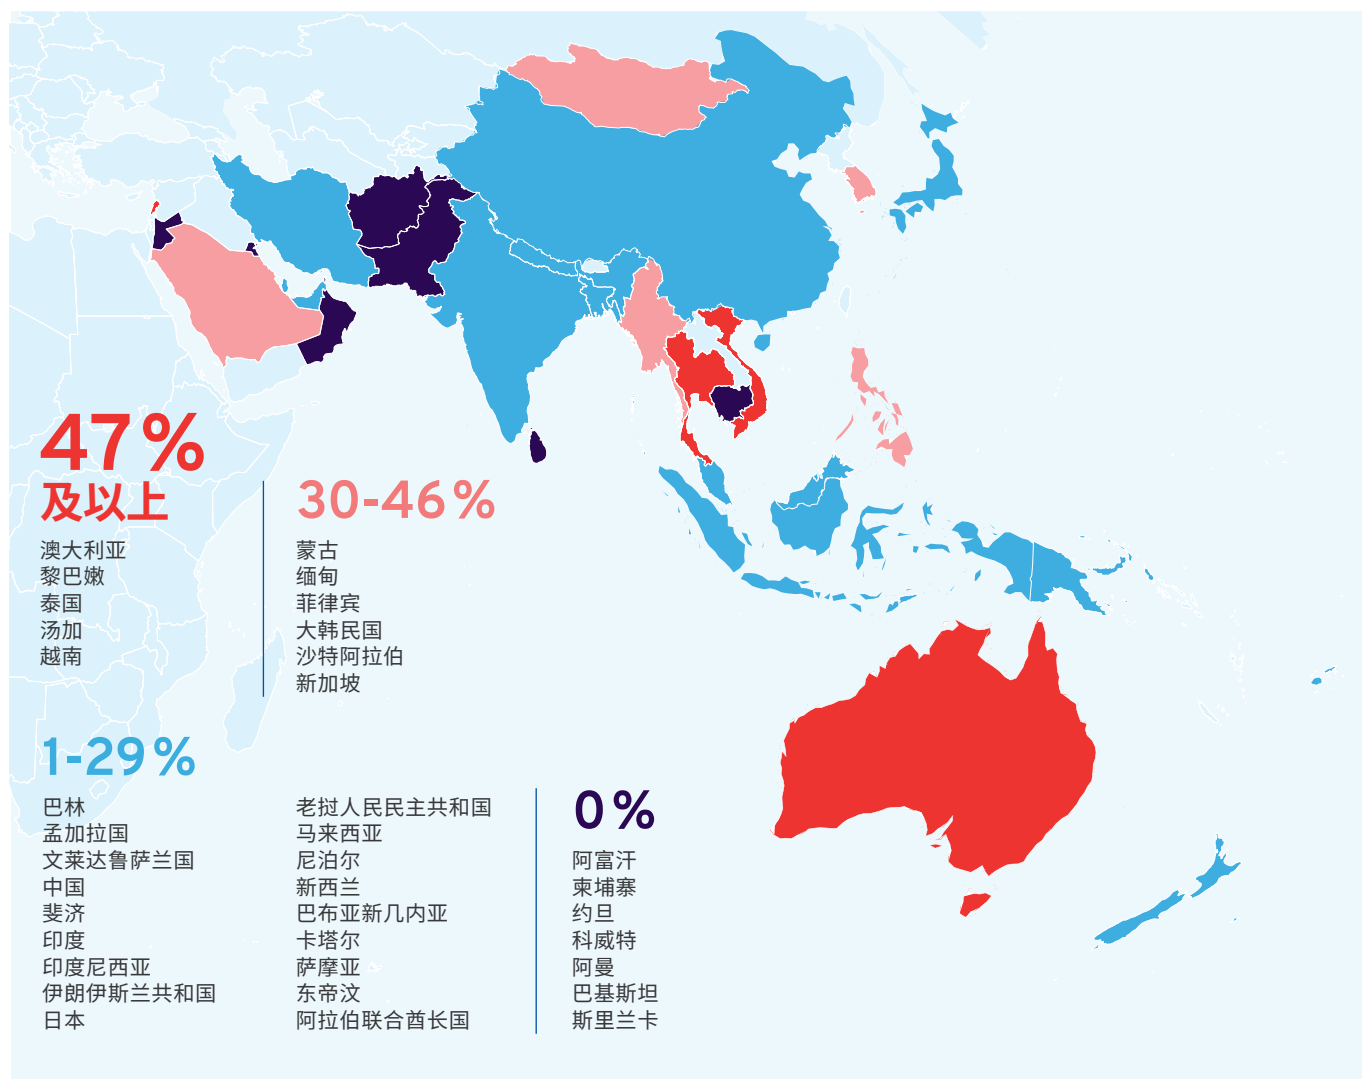 47%
及以上
澳大利亚
黎巴嫩
泰国
汤加
越南
30-46%
蒙古
缅甸
菲律宾
大韩民国
沙特阿拉伯
新加坡
1-29%
巴林
孟加拉国
文莱达鲁萨兰国
中国
斐济
印度
印度尼西亚
伊朗伊斯兰共和国
日本
老挝人民民主共和国
马来西亚
尼泊尔
新西兰
巴布亚新几内亚
卡塔尔
萨摩亚
东帝汶
阿拉伯联合酋长国
0%
阿富汗
柬埔寨
约旦
科威特
阿曼
巴基斯坦
斯里兰卡